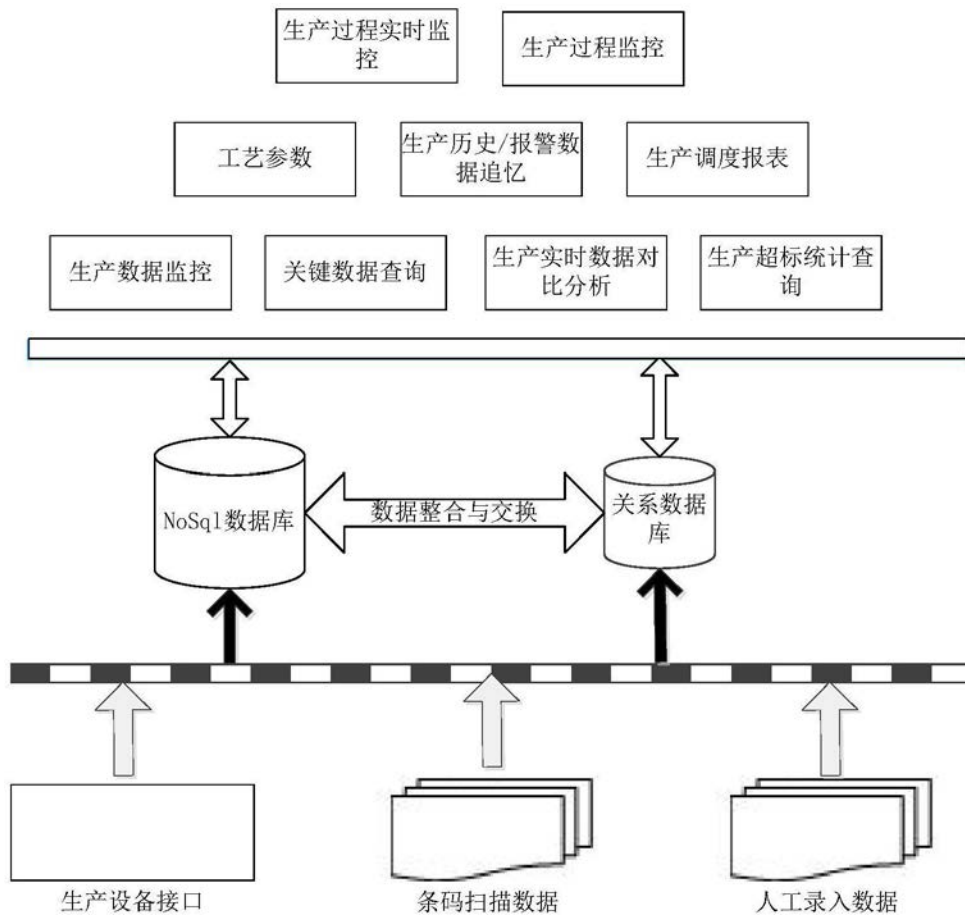 生产过程实时监
控
生产过程监控
工艺参数
生产历史/报警数
据追忆
生产调度报表
生产数据监控
关键数据查询
生产实时数据对
比分析
生产超标统计查
询
NoSql数据库
数据整合与交换
关系数据
库
生产设备接口
条码扫描数据
人工录入数据